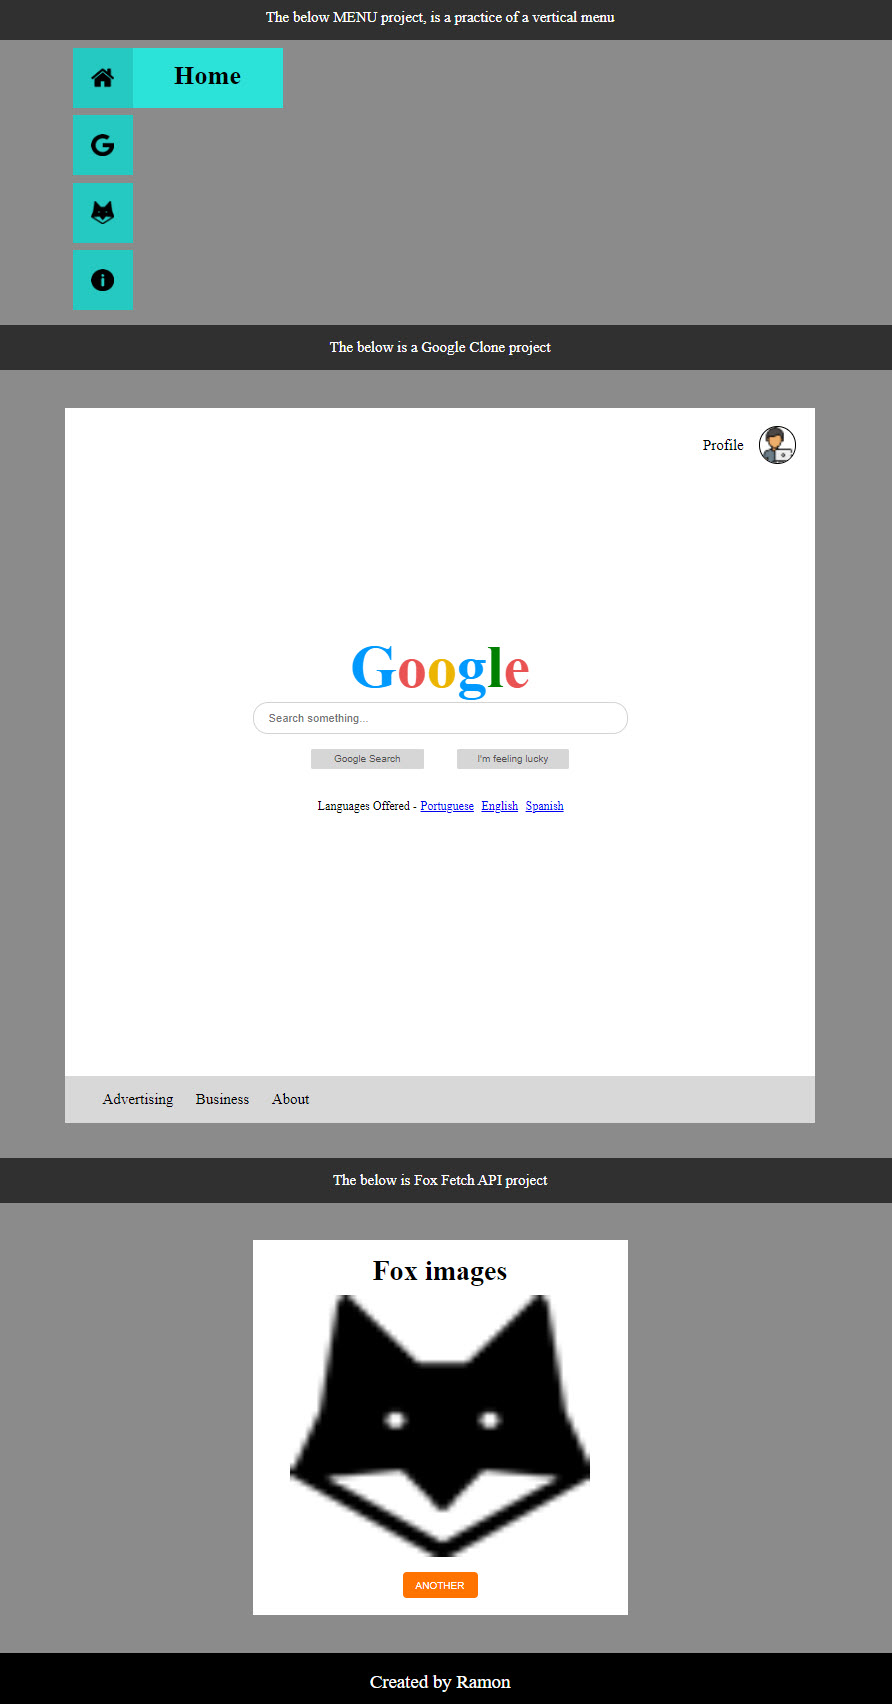 The below MENU project, is a practice of a vertical menu
Home
The below is a Google Clone project
Profile
Google
Search something...
Google Search I'm feeling lucky
Languages Offered - Portuguese English Spanish
Advertising Business About
The below is Fox Fetch API project
Fox images
ANOTHER
Created by Ramon